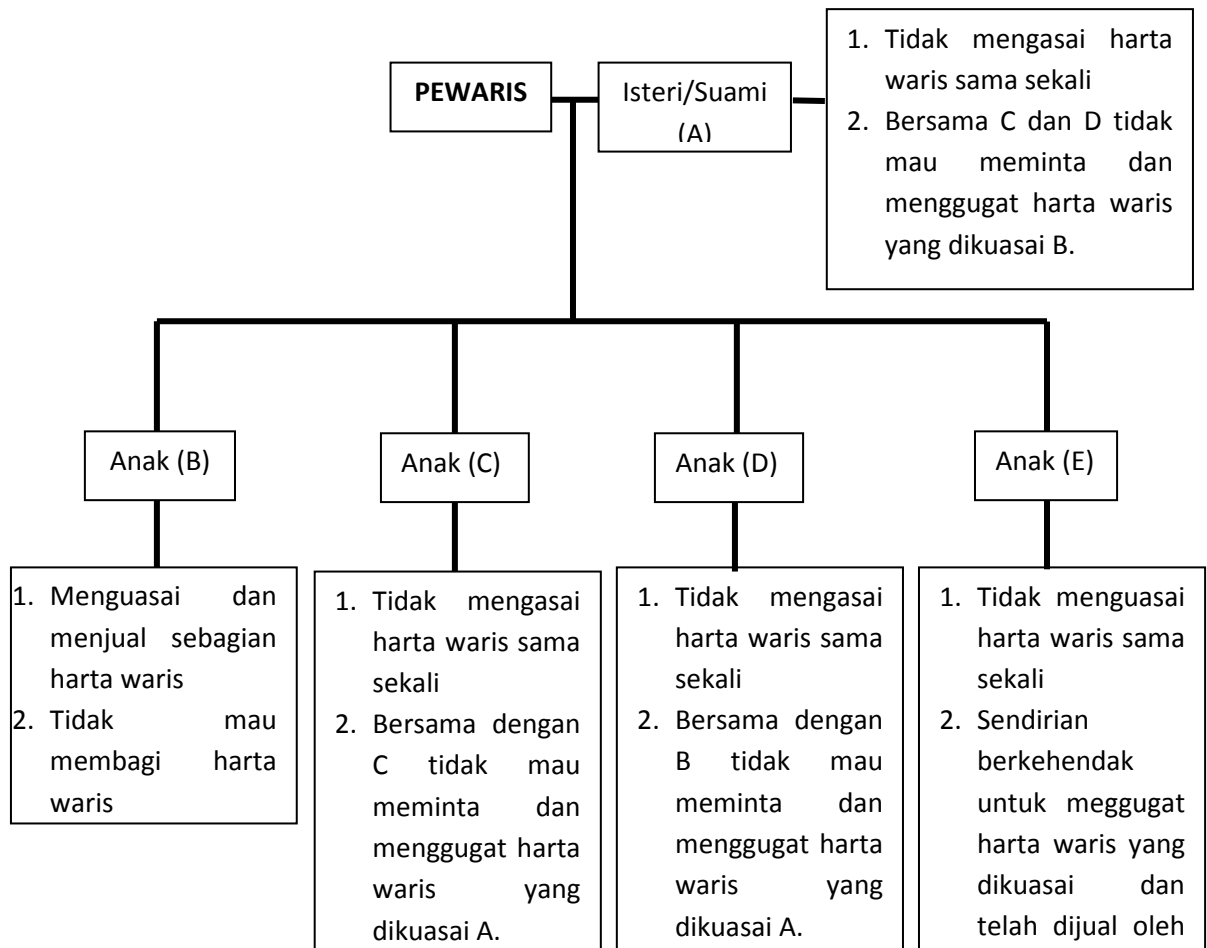 PEWARIS
Isteri/Suami
(A)
1. Tidak mengasai harta
waris sama sekali
2. Bersama C dan D tidak
mau meminta dan
menggugat harta waris
yang dikuasai B.
Anak (B)
Anak (C)
Anak (D)
Anak (E)
1. Menguasai dan
menjual sebagian
harta waris
2. Tidak mau
membagi harta
waris
1. Tidak mengasai
harta waris sama
sekali
2. Bersama dengan
C tidak mau
meminta dan
menggugat harta
waris yang
dikuasai A.
1. Tidak mengasai
harta waris sama
sekali
2. Bersama dengan
B tidak mau
meminta dan
menggugat harta
waris yang
dikuasai A.
1. Tidak menguasai
harta waris sama
sekali
2. Sendirian
berkehendak
untuk meggugat
harta waris yang
dikuasai dan
telah dijual oleh